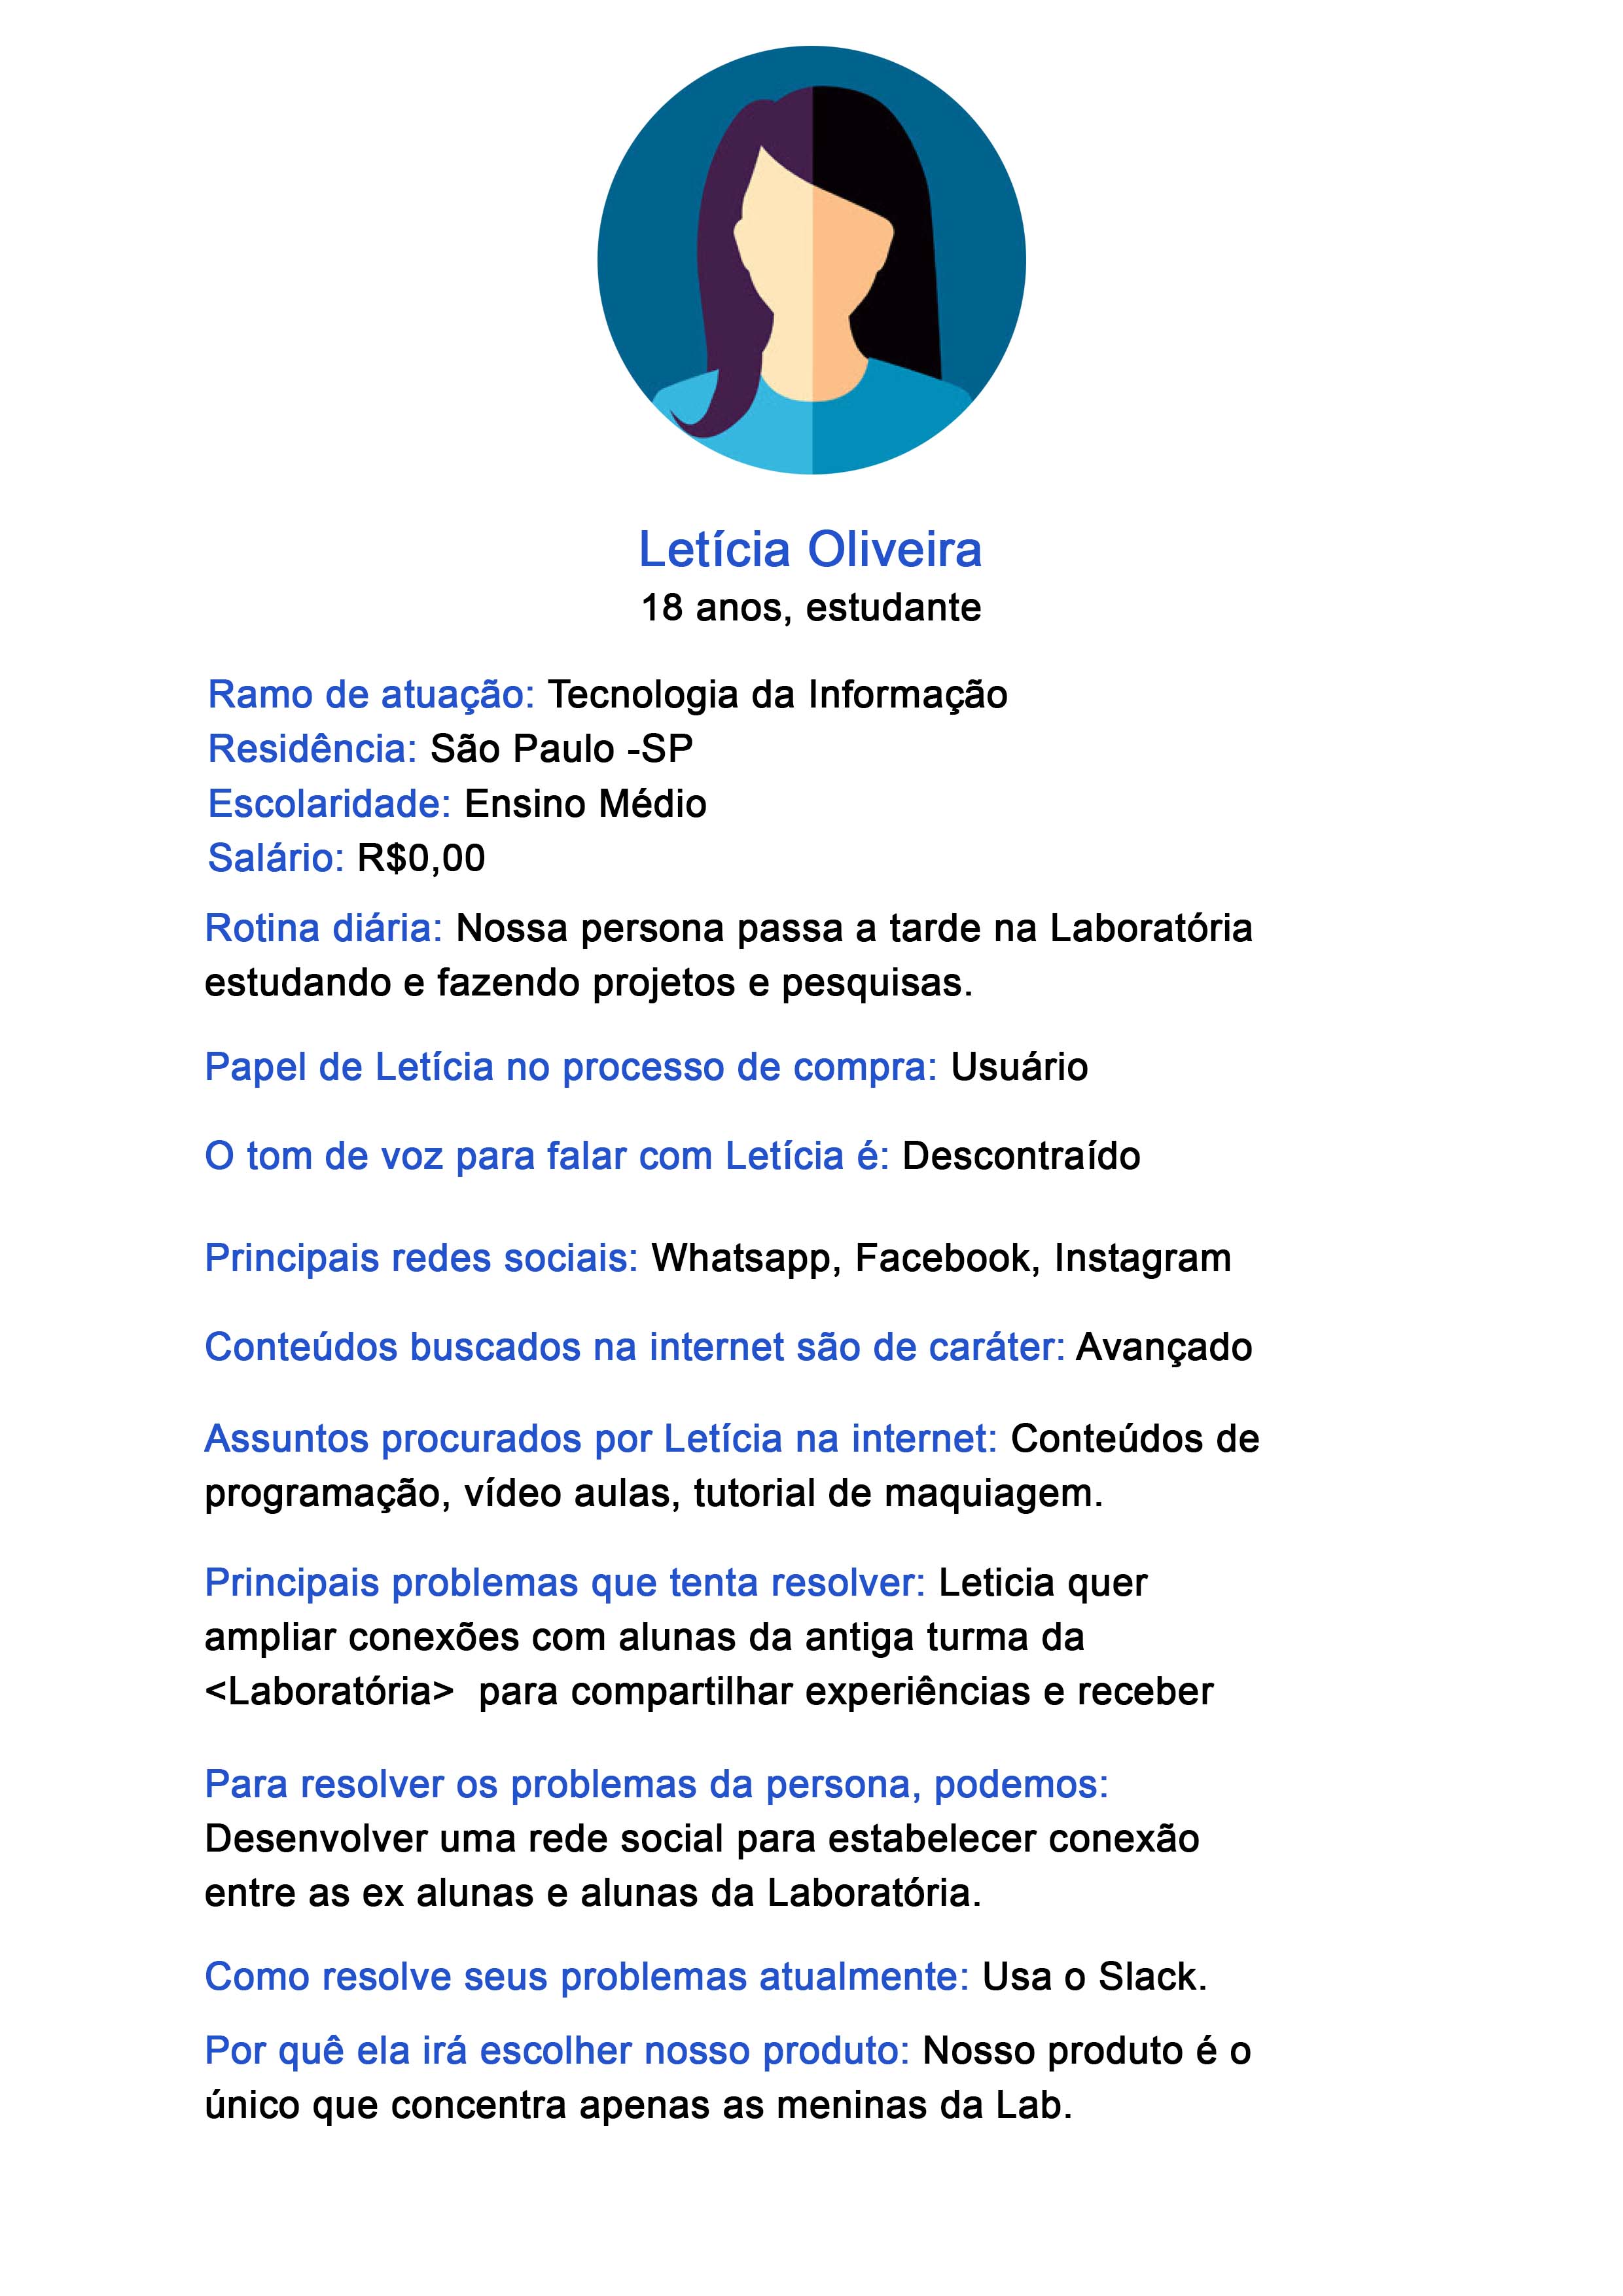 Letícia Oliveira
18 anos, estudante
Ramo de atuação: Tecnologia da Informação
Residência: São Paulo -SP
Escolaridade: Ensino Médio
Salário: R$0,00
Rotina diária: Nossa persona passa a tarde na Laboratória
estudando e fazendo projetos e pesquisas.
Papel de Letícia no processo de compra: Usuário
O tom de voz para falar com Letícia é: Descontraído
Principais redes sociais: Whatsapp, Facebook, Instagram
Conteúdos buscados na internet são de caráter: Avançado
Assuntos procurados por Letícia na internet: Conteúdos de
programação, vídeo aulas, tutorial de maquiagem.
Principais problemas que tenta resolver: Leticia quer
ampliar conexões com alunas da antiga turma da
<Laboratória>  para compartilhar experiências e receber
Para resolver os problemas da persona, podemos:
Desenvolver uma rede social para estabelecer conexão
entre as ex alunas e alunas da Laboratória.
Como resolve seus problemas atualmente: Usa o Slack.
Por quê ela irá escolher nosso produto: Nosso produto é o
único que concentra apenas as meninas da Lab.